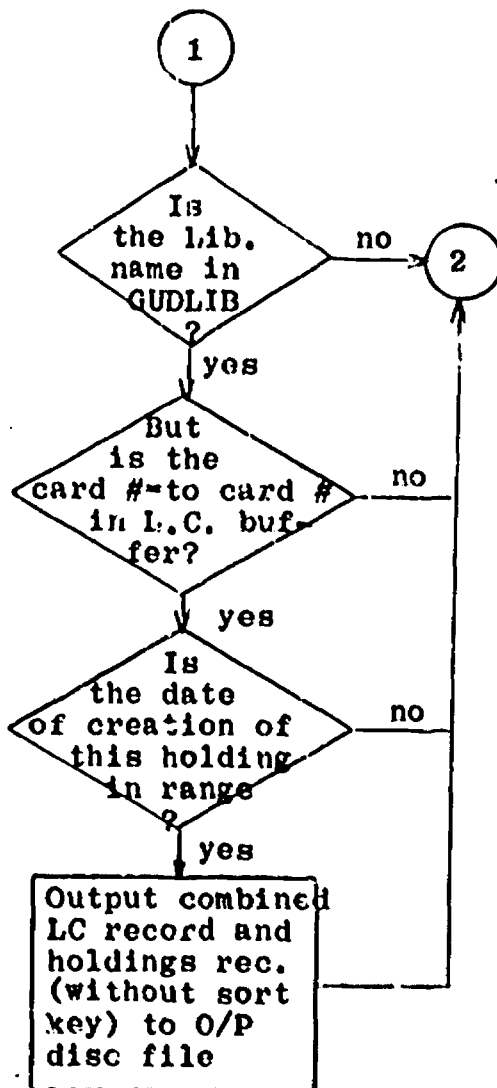 1
Is
the Lib.
name in
GUDLIB
?
no
2
yes
But
is the
card #=to card #
in L.C. buf-
fer?
no
yes
Is
the date
of creation of
this holding
in range
?
no
yes
Output combined
LC record and
holdings rec.
(without sort
key) to O/P
disc file